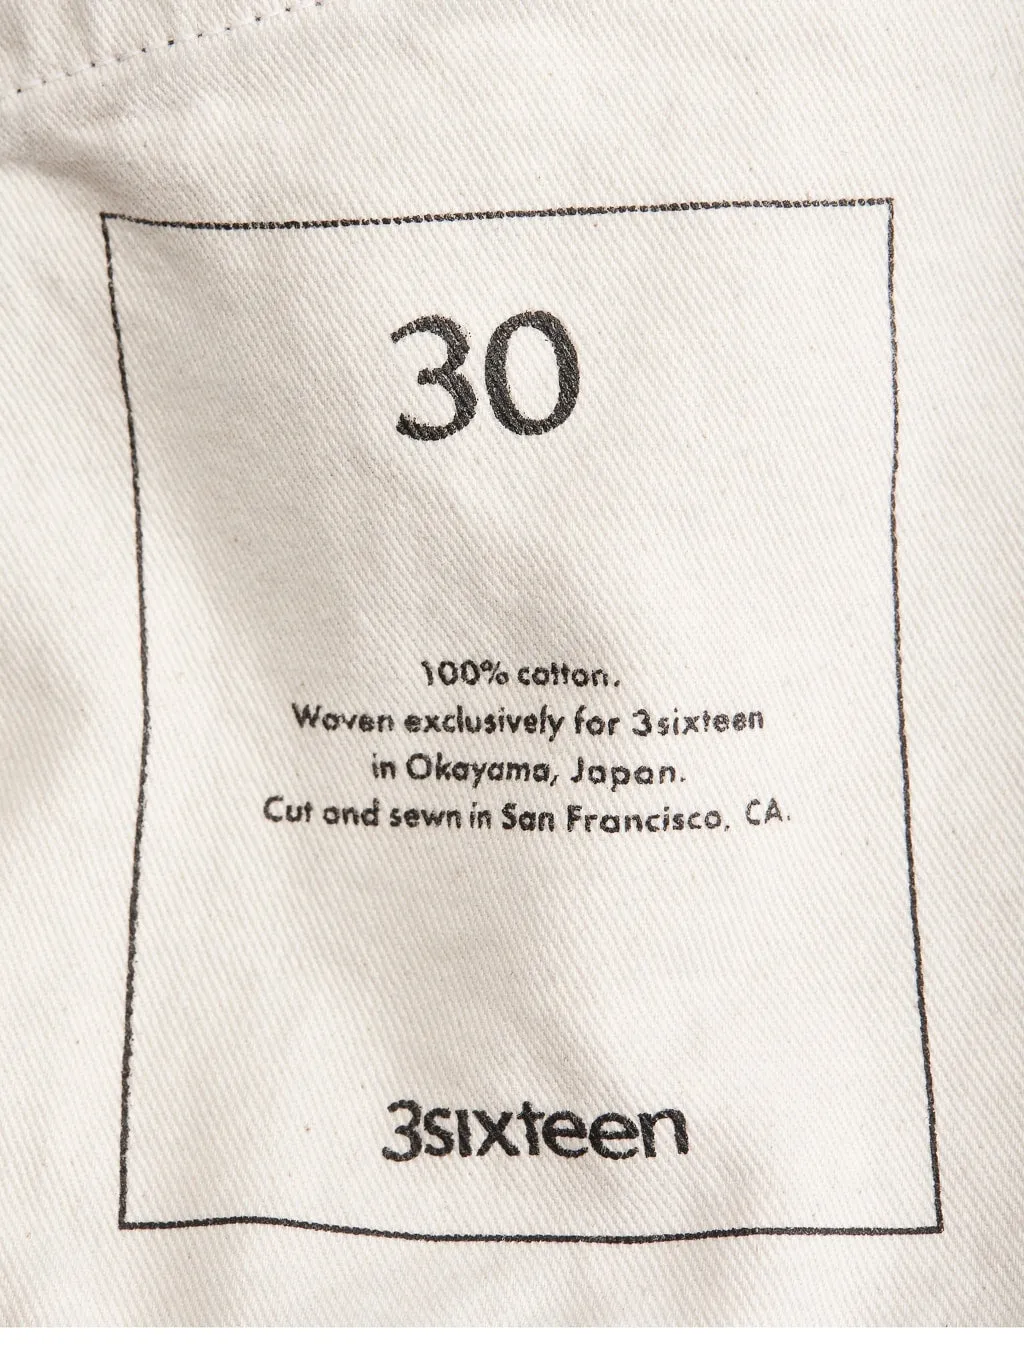 30
100% cotton.
Woven exclusively for 3sixteen
in Okayama, Japan.
Cut and sewn in San Francisco, CA.
3sixteen